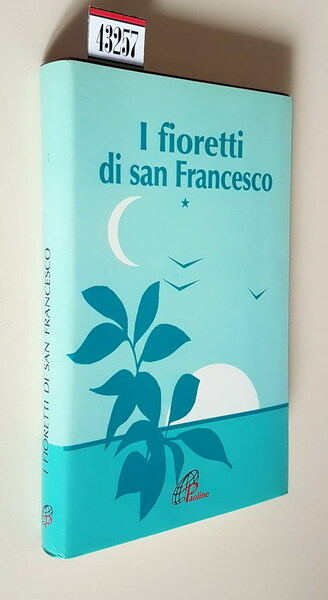 43257
I fioretti
di san Francesco
I FIORETTI DI SAN FRANCESCO
Paoline